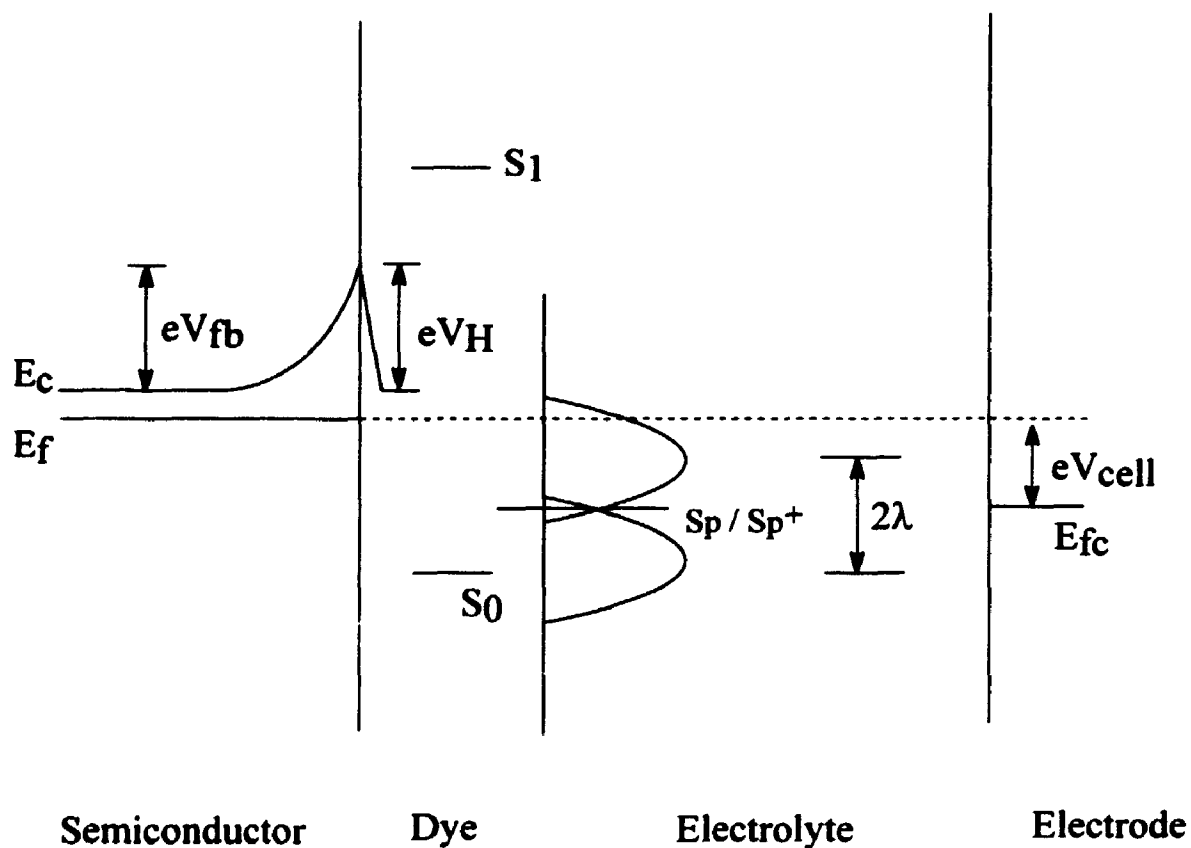 S1
eVfb
eVH
Ec
Ef
eVcell
Sp / Sp+
2λ
Efc
S0
Semiconductor Dye Electrolyte Electrode